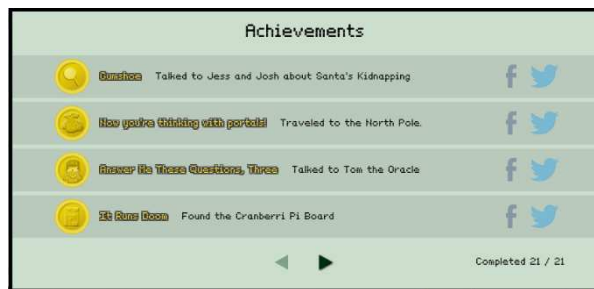 Achievements
Gumshoe Talked to Jess and Josh about Santa's Kidnapping
Now you're thinking with portals! Traveled to the North Pole.
Answer Me These Questions, Three Talked to Tom the Oracle
It Runs Doom Found the Cranberri Pi Board
Completed 21 / 21